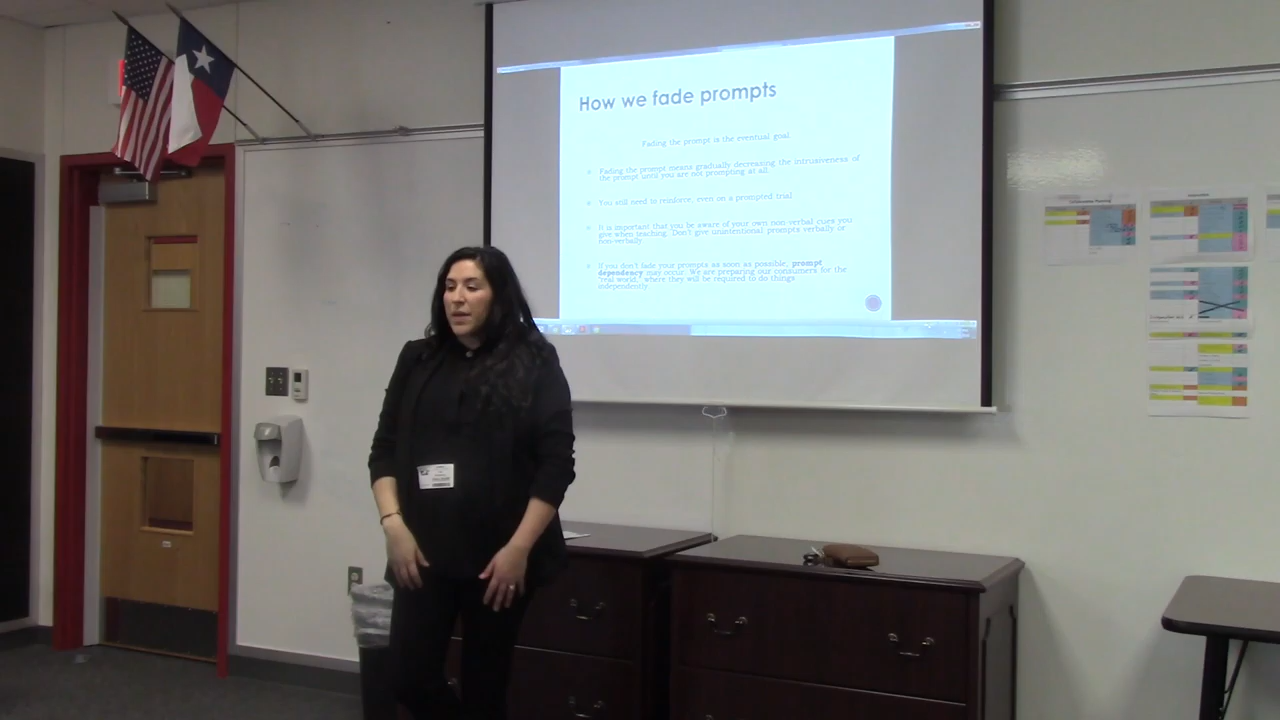 How we fade prompts
Fading the prompt is the eventual goal.
Fading the prompt means gradually decreasing the intrusiveness of
the prompt until you are not prompting at all.
You still need to reinforce, even on a prompted trial
It is important that you be aware of your own non verbal cues you
give when teaching. Don't give unintentional prompts verbally or
non-verbally.
If you don't fade your prompts as soon as possible, prompt
dependency may occur. We are preparing our consumers for the
"real world," where they will be required to do things
independently